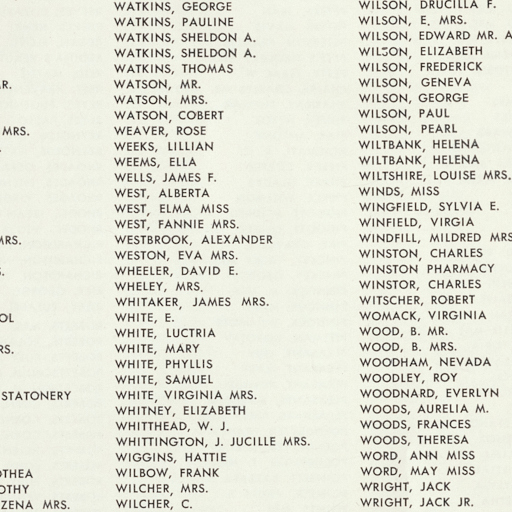 R.
MRS.
MRS.
S.
OL
RS.
STATONERY
OTHEA
OTHY
ZENA MRS.
WATKINS, GEORGE
WATKINS, PAULINE
WATKINS, SHELDON A.
WATKINS, SHELDON A.
WATKINS, THOMAS
WATSON, MR.
WATSON, MRS.
WATSON, COBERT
WEAVER, ROSE
WEEKS, LILLIAN
WEEMS, ELLA
WELLS, JAMES F.
WEST, ALBERTA
WEST, ELMA MISS
WEST, FANNIE MRS.
WESTBROOK, ALEXANDER
WESTON, EVA MRS.
WHEELER, DAVID E.
WHELEY, MRS.
WHITAKER, JAMES MRS.
WHITE, E.
WHITE, LUCTRIA
WHITE, MARY
WHITE, PHYLLIS
WHITE, SAMUEL
WHITE, VIRGINIA MRS.
WHITNEY, ELIZABETH
WHITTHEAD, W. J.
WHITTINGTON, J. JUCILLE MRS.
WIGGINS, HATTIE
WILBOW, FRANK
WILCHER, MRS.
WILCHER, C.
WILSON, DRUCILLA F.
WILSON, E. MRS.
WILSON, EDWARD MR. A
WILSON, ELIZABETH
WILSON, FREDERICK
WILSON, GENEVA
WILSON, GEORGE
WILSON, PAUL
WILSON, PEARL
WILTBANK, HELENA
WILTBANK, HELENA
WILTSHIRE, LOUISE MRS.
WINDS, MISS
WINGFIELD, SYLVIA E.
WINFIELD, VIRGIA
WINDFILL, MILDRED MRS
WINSTON, CHARLES
WINSTON PHARMACY
WINSTOR, CHARLES
WITSCHER, ROBERT
WOMACK, VIRGINIA
WOOD, B. MR.
WOOD, B. MRS.
WOODHAM, NEVADA
WOODLEY, ROY
WOODNARD, EVERLYN
WOODS, AURELIA M.
WOODS, FRANCES
WOODS, THERESA
WORD, ANN MISS
WORD, MAY MISS
WRIGHT, JACK
WRIGHT, JACK JR.